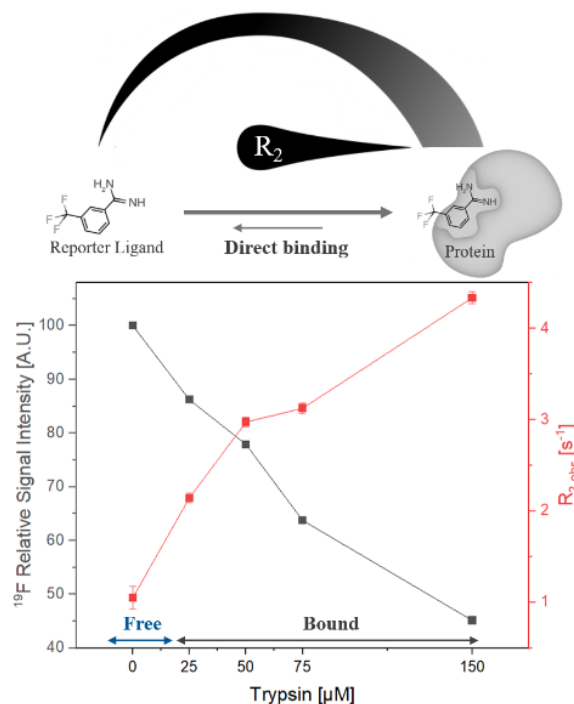 R2
F
F
F
H2N
NH
Reporter Ligand
Direct binding
F
F
F
H2N
NH
Protein
19F Relative Signal Intensity [A.U.]
100
90
80
70
60
50
40
Free
Bound
0
25
50
75
150
Trypsin [µM]
4
3
2
1
R2 obs [s-1]